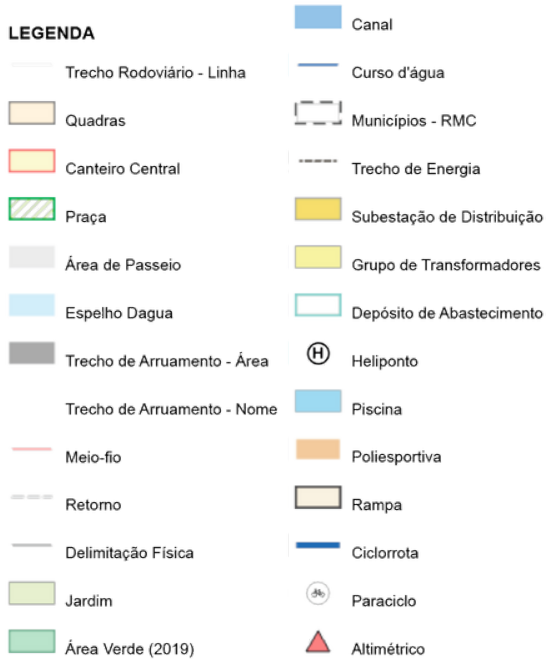 LEGENDA
Trecho Rodoviário - Linha
Quadras
Canteiro Central
Praça
Área de Passeio
Espelho Dagua
Trecho de Arruamento - Área
Trecho de Arruamento - Nome
Meio-fio
Retorno
Delimitação Física
Jardim
Área Verde (2019)
Canal
Curso d'água
Municípios - RMC
Trecho de Energia
Subestação de Distribuição
Grupo de Transformadores
Depósito de Abastecimento
H
Heliponto
Piscina
Poliesportiva
Rampa
Ciclorrota
Paraciclo
Altimétrico